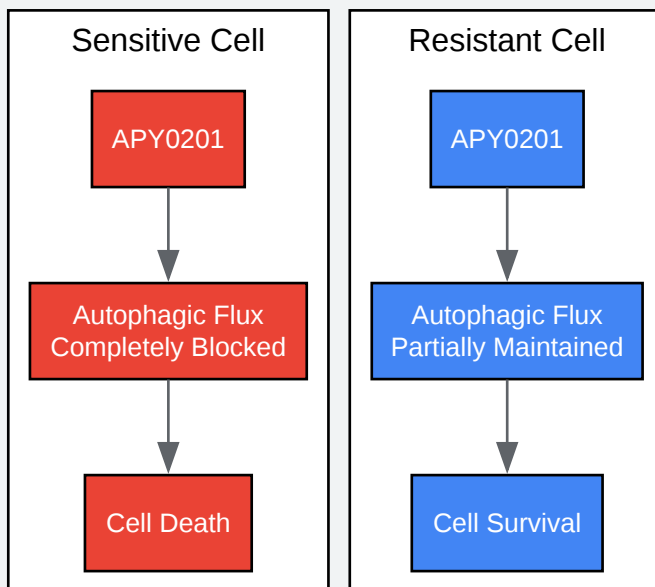 Sensitive Cell
APY0201
Autophagic Flux
Completely Blocked
Cell Death
Resistant Cell
APY0201
Autophagic Flux
Partially Maintained
Cell Survival